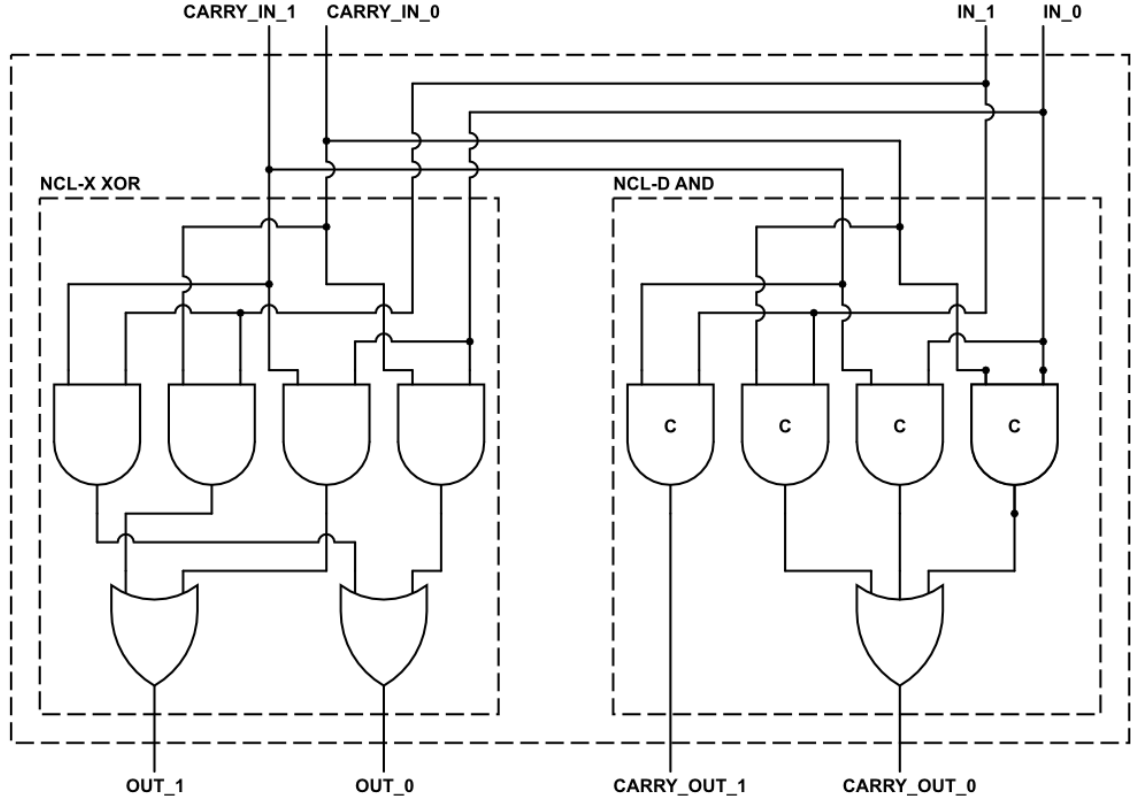 CARRY_IN_1 CARRY_IN_0 IN_1 IN_0
NCL-X XOR NCL-D AND
C C C C
OUT_1 OUT_0 CARRY_OUT_1 CARRY_OUT_0